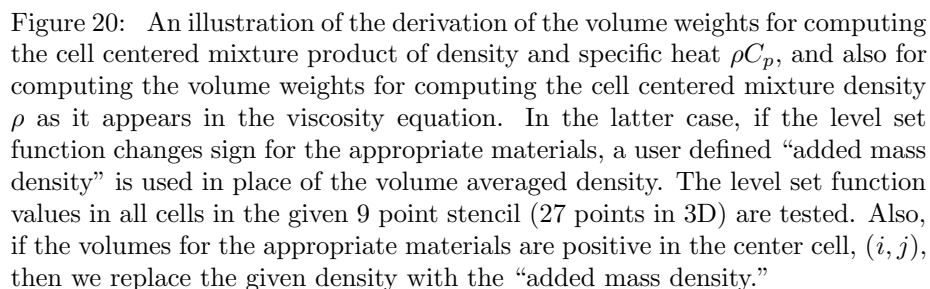 Figure 20: An illustration of the derivation of the volume weights for computing
the cell centered mixture product of density and specific heat ρCₚ, and also for
computing the volume weights for computing the cell centered mixture density
ρ as it appears in the viscosity equation. In the latter case, if the level set
function changes sign for the appropriate materials, a user defined “added mass
density” is used in place of the volume averaged density. The level set function
values in all cells in the given 9 point stencil (27 points in 3D) are tested. Also,
if the volumes for the appropriate materials are positive in the center cell, (i, j),
then we replace the given density with the “added mass density.”